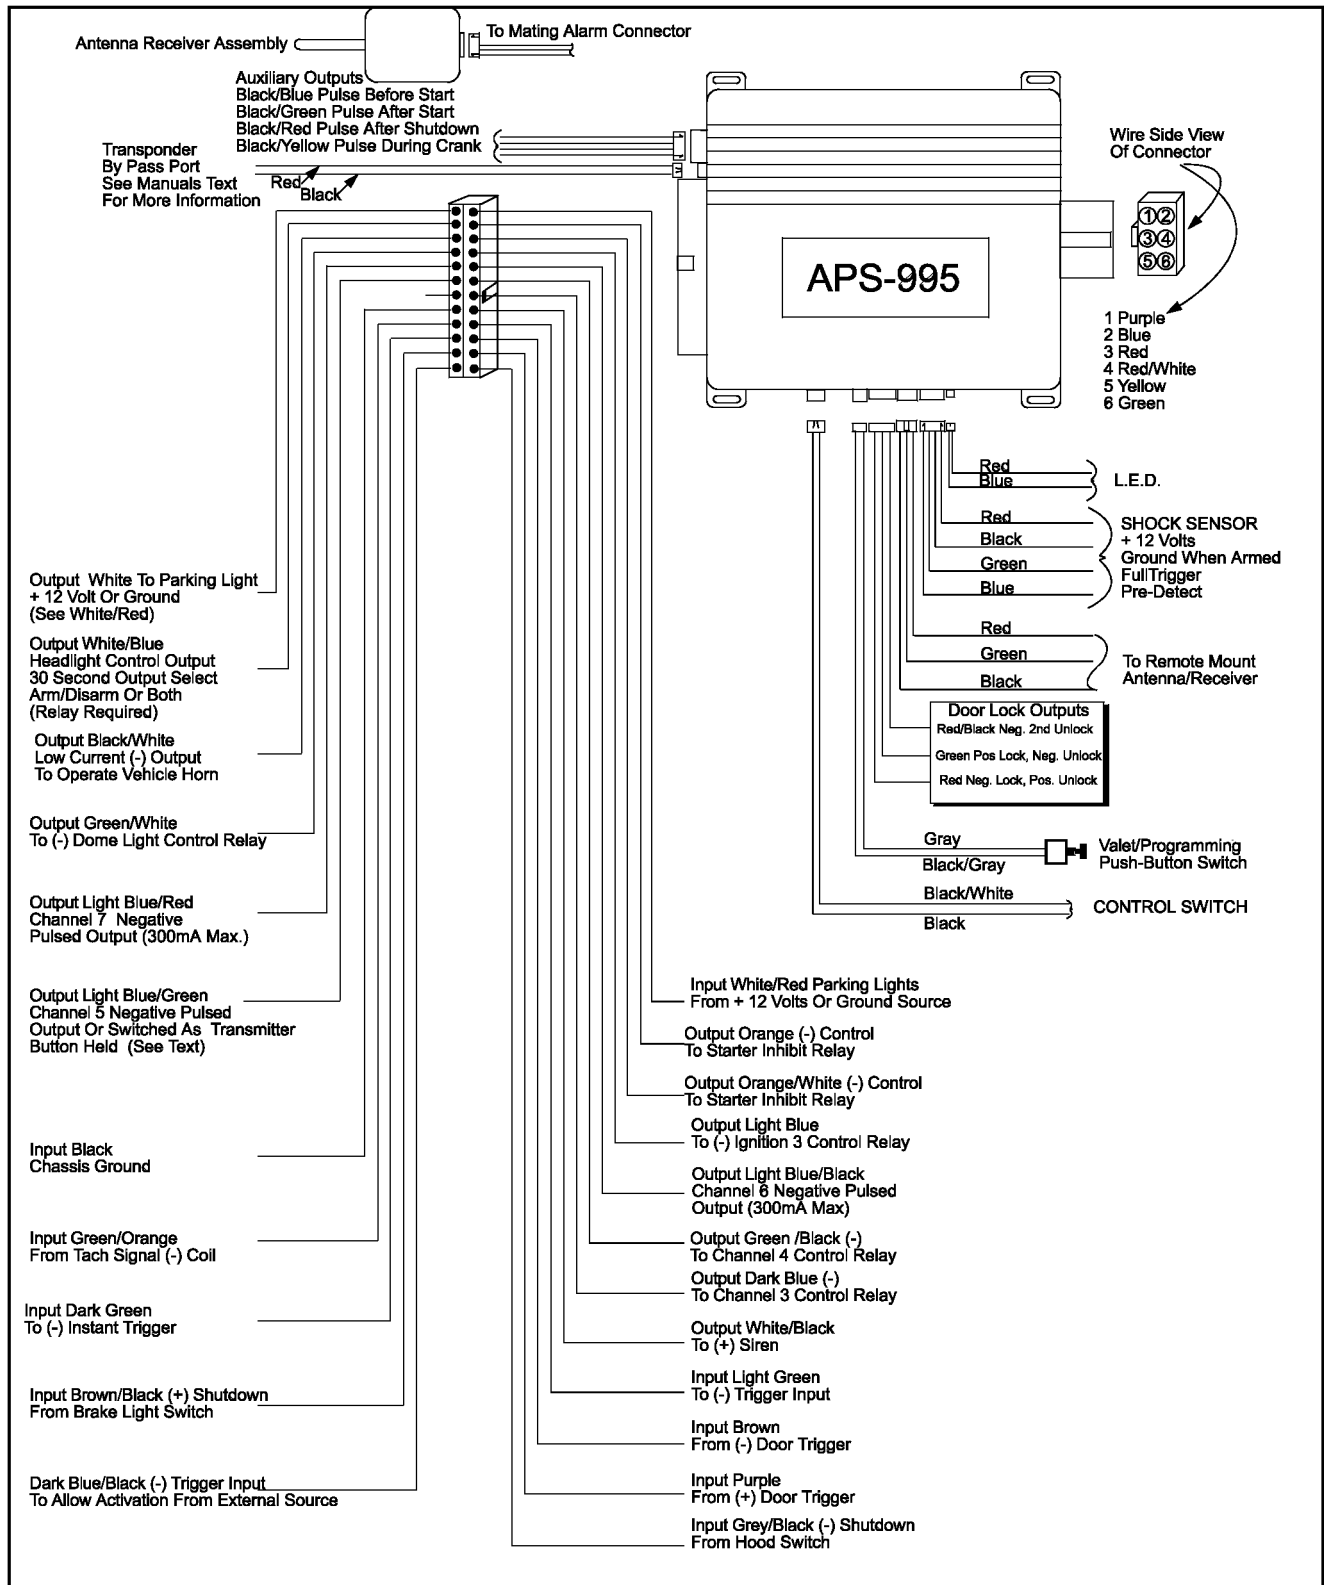 Antenna Receiver Assembly
To Mating Alarm Connector
Auxiliary Outputs
Black/Blue Pulse Before Start
Black/Green Pulse After Start
Black/Red Pulse After Shutdown
Black/Yellow Pulse During Crank
Transponder
By Pass Port
See Manuals Text
For More Information
Red
Black
Wire Side View
Of Connector
1 2
3 4
5 6
APS-995
1 Purple
2 Blue
3 Red
4 Red/White
5 Yellow
6 Green
Red
Blue
L.E.D.
Red
Black
Green
Blue
SHOCK SENSOR
+ 12 Volts
Ground When Armed
FullTrigger
Pre-Detect
Red
Green
Black
To Remote Mount
Antenna/Receiver
Door Lock Outputs
Red/Black Neg. 2nd Unlock
Green Pos Lock, Neg. Unlock
Red Neg. Lock, Pos. Unlock
Gray
Black/Gray
Valet/Programming
Push-Button Switch
Black/White
Black
CONTROL SWITCH
Output White To Parking Light
+ 12 Volt Or Ground
(See White/Red)
Output White/Blue
Headlight Control Output
30 Second Output Select
Arm/Disarm Or Both
(Relay Required)
Output Black/White
Low Current (-) Output
To Operate Vehicle Horn
Output Green/White
To (-) Dome Light Control Relay
Output Light Blue/Red
Channel 7 Negative
Pulsed Output (300mA Max.)
Output Light Blue/Green
Channel 5 Negative Pulsed
Output Or Switched As Transmitter
Button Held (See Text)
Input Black
Chassis Ground
Input Green/Orange
From Tach Signal (-) Coil
Input Dark Green
To (-) Instant Trigger
Input Brown/Black (+) Shutdown
From Brake Light Switch
Dark Blue/Black (-) Trigger Input
To Allow Activation From External Source
Input White/Red Parking Lights
From + 12 Volts Or Ground Source
Output Orange (-) Control
To Starter Inhibit Relay
Output Orange/White (-) Control
To Starter Inhibit Relay
Output Light Blue
To (-) Ignition 3 Control Relay
Output Light Blue/Black
Channel 6 Negative Pulsed
Output (300mA Max)
Output Green /Black (-)
To Channel 4 Control Relay
Output Dark Blue (-)
To Channel 3 Control Relay
Output White/Black
To (+) Siren
Input Light Green
To (-) Trigger Input
Input Brown
From (-) Door Trigger
Input Purple
From (+) Door Trigger
Input Grey/Black (-) Shutdown
From Hood Switch